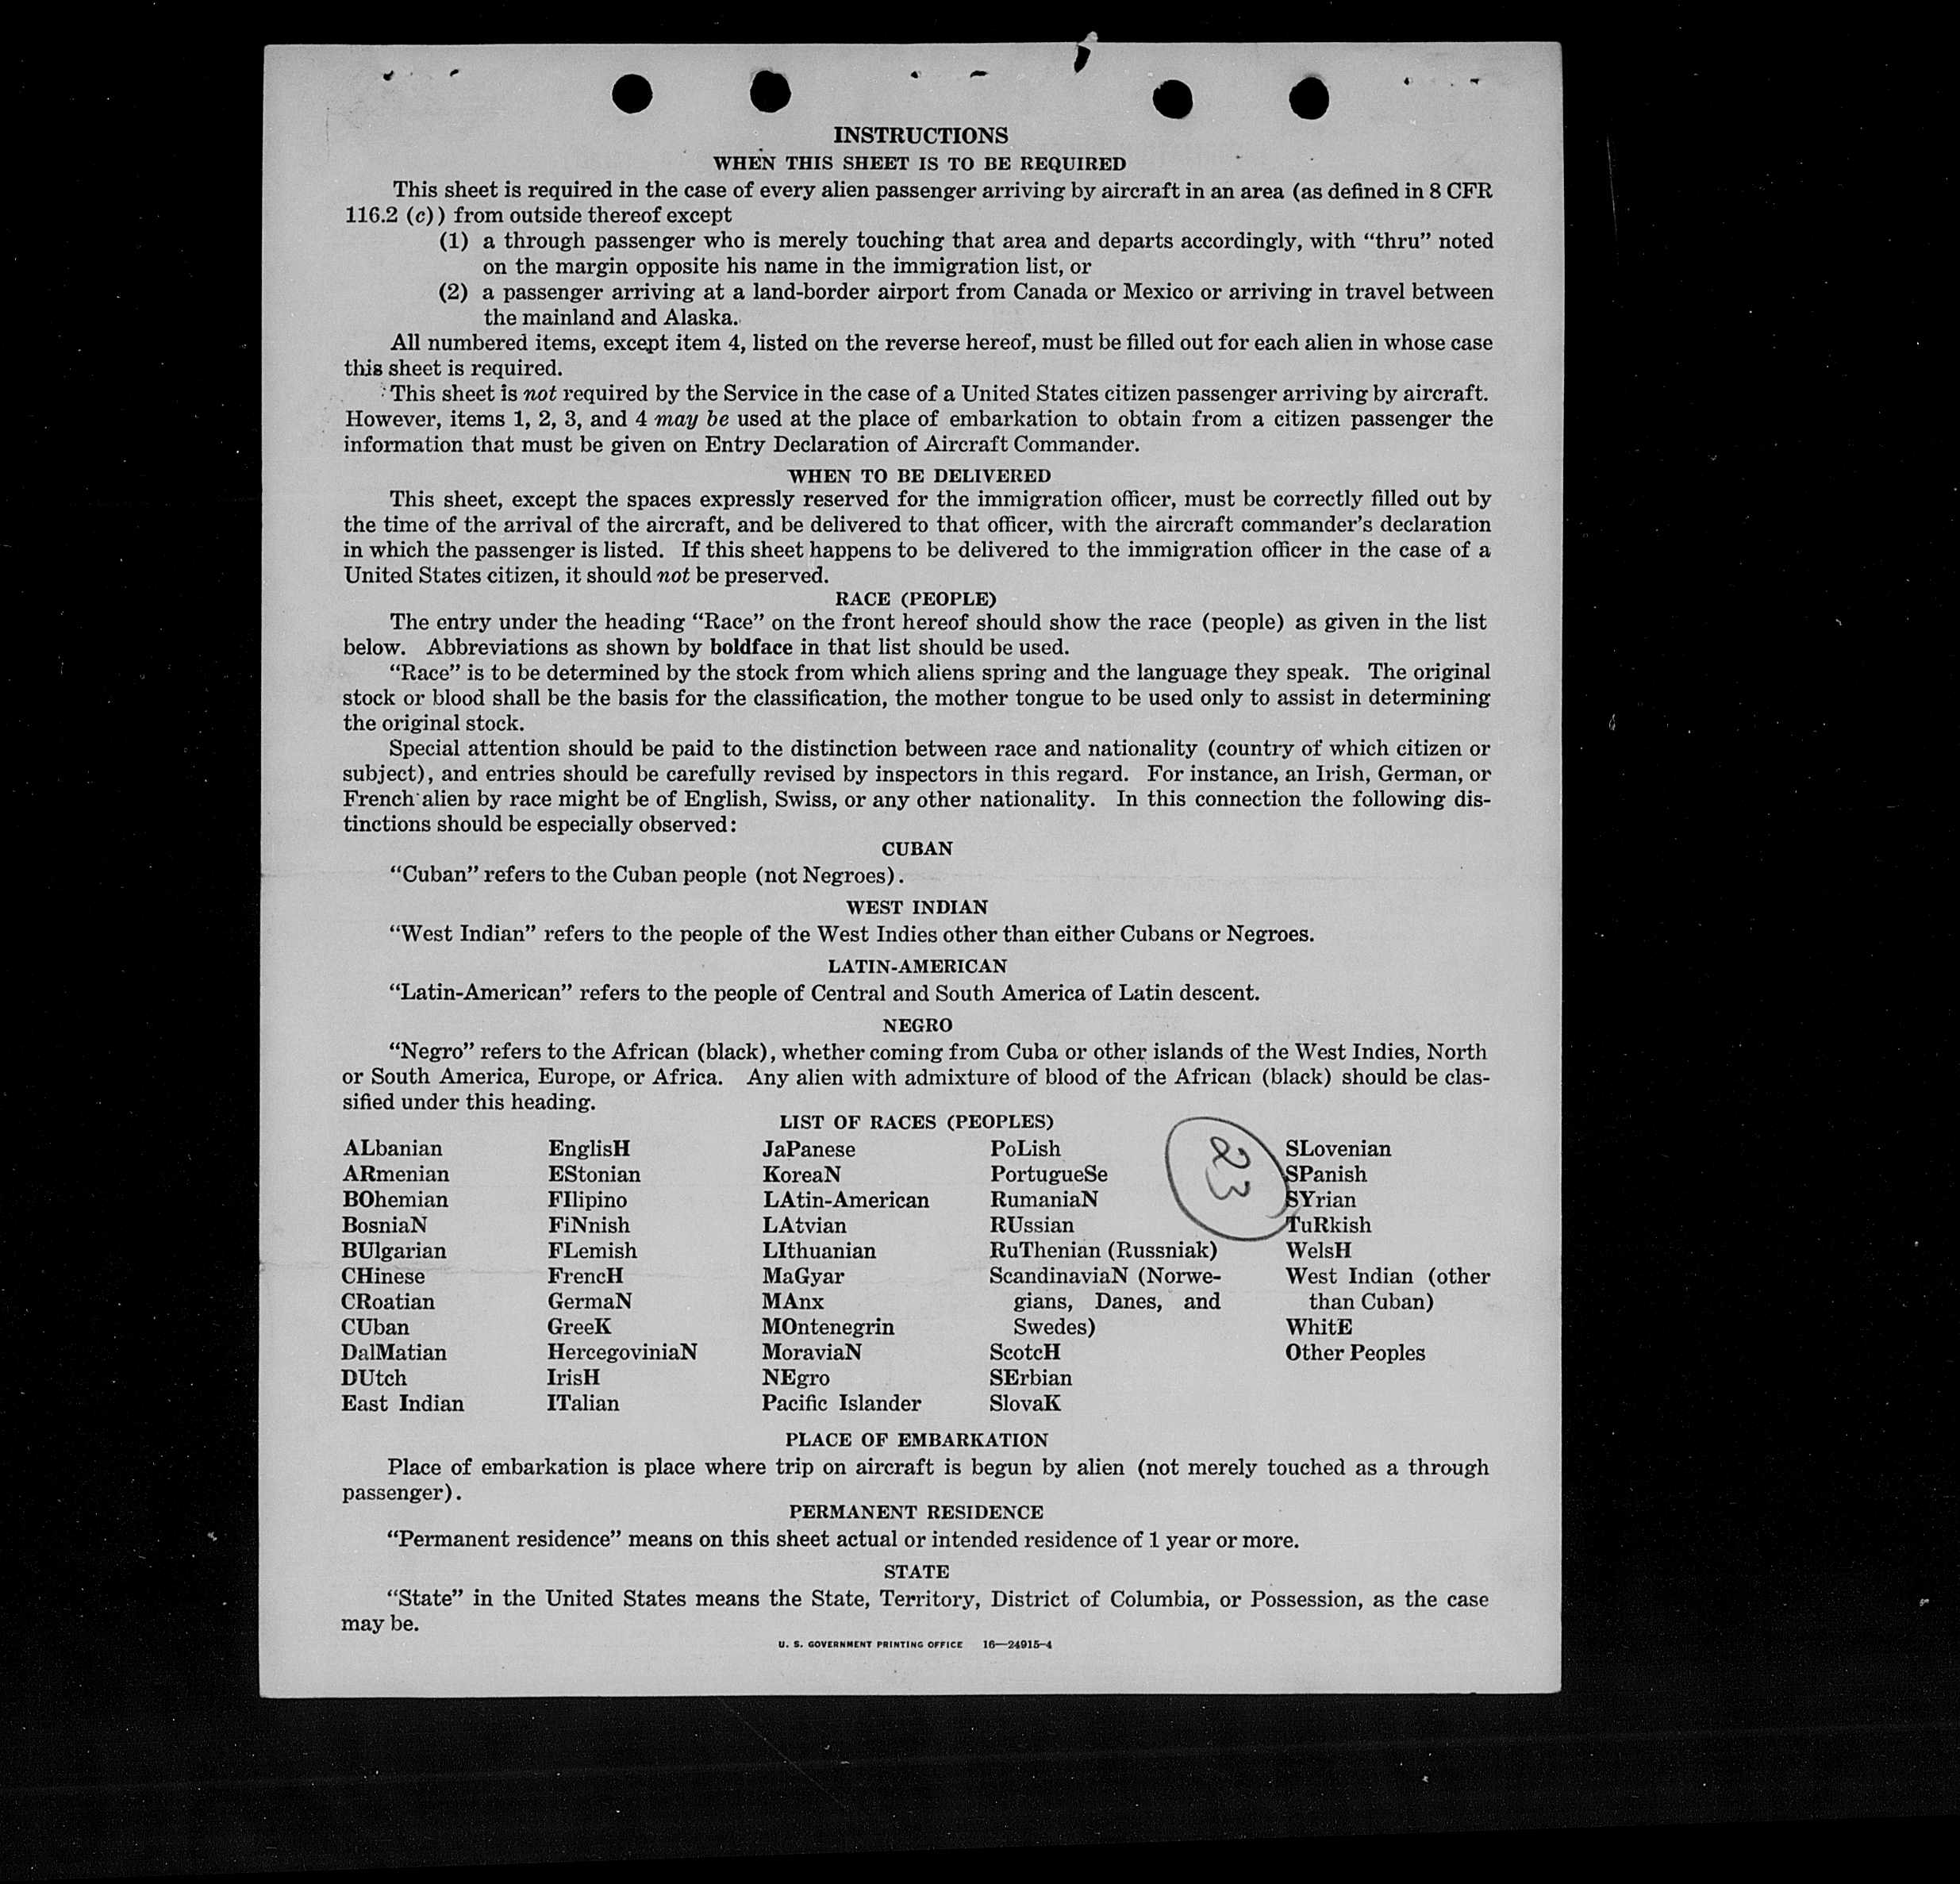 INSTRUCTIONS
WHEN THIS SHEET IS TO BE REQUIRED
This sheet is required in the case of every alien passenger arriving by aircraft in an area (as defined in 8 CFR
116.2 (c)) from outside thereof except
(1) a through passenger who is merely touching that area and departs accordingly, with “thru” noted
on the margin opposite his name in the immigration list, or
(2) a passenger arriving at a land-border airport from Canada or Mexico or arriving in travel between
the mainland and Alaska.
All numbered items, except item 4, listed on the reverse hereof, must be filled out for each alien in whose case
this sheet is required.
This sheet is not required by the Service in the case of a United States citizen passenger arriving by aircraft.
However, items 1, 2, 3, and 4 may be used at the place of embarkation to obtain from a citizen passenger the
information that must be given on Entry Declaration of Aircraft Commander.
WHEN TO BE DELIVERED
This sheet, except the spaces expressly reserved for the immigration officer, must be correctly filled out by
the time of the arrival of the aircraft, and be delivered to that officer, with the aircraft commander’s declaration
in which the passenger is listed. If this sheet happens to be delivered to the immigration officer in the case of a
United States citizen, it should not be preserved.
RACE (PEOPLE)
The entry under the heading “Race” on the front hereof should show the race (people) as given in the list
below. Abbreviations as shown by boldface in that list should be used.
“Race” is to be determined by the stock from which aliens spring and the language they speak. The original
stock or blood shall be the basis for the classification, the mother tongue to be used only to assist in determining
the original stock.
Special attention should be paid to the distinction between race and nationality (country of which citizen or
subject), and entries should be carefully revised by inspectors in this regard. For instance, an Irish, German, or
French alien by race might be of English, Swiss, or any other nationality. In this connection the following dis-
tinctions should be especially observed:
CUBAN
“Cuban” refers to the Cuban people (not Negroes).
WEST INDIAN
“West Indian” refers to the people of the West Indies other than either Cubans or Negroes.
LATIN-AMERICAN
“Latin-American” refers to the people of Central and South America of Latin descent.
NEGRO
“Negro” refers to the African (black), whether coming from Cuba or other islands of the West Indies, North
or South America, Europe, or Africa. Any alien with admixture of blood of the African (black) should be clas-
sified under this heading.
LIST OF RACES (PEOPLES)
ALbanian
ARmenian
BOhemian
BosniaN
BUlgarian
CHinese
CRoatian
CUban
DalMatian
DUtch
East Indian
EnglisH
EStonian
FIlipino
FiNnish
FLemish
FrencH
GermaN
GreeK
HercegoviniaN
IrisH
ITalian
JaPanese
KoreaN
LAtin-American
LAtvian
LIthuanian
MaGyar
MAnx
MOntenegrin
MoraviaN
NEgro
Pacific Islander
PoLish
PortugueSe
RumaniaN
RUssian
RuThenian (Russniak)
ScandinaviaN (Norwe-
gians, Danes, and
Swedes)
ScotcH
SErbian
SlovaK
23
SLovenian
SPanish
SYrian
TuRkish
WelsH
West Indian (other
than Cuban)
WhitE
Other Peoples
PLACE OF EMBARKATION
Place of embarkation is place where trip on aircraft is begun by alien (not merely touched as a through
passenger).
PERMANENT RESIDENCE
“Permanent residence” means on this sheet actual or intended residence of 1 year or more.
STATE
“State” in the United States means the State, Territory, District of Columbia, or Possession, as the case
may be.
U. S. GOVERNMENT PRINTING OFFICE 16—24915-4